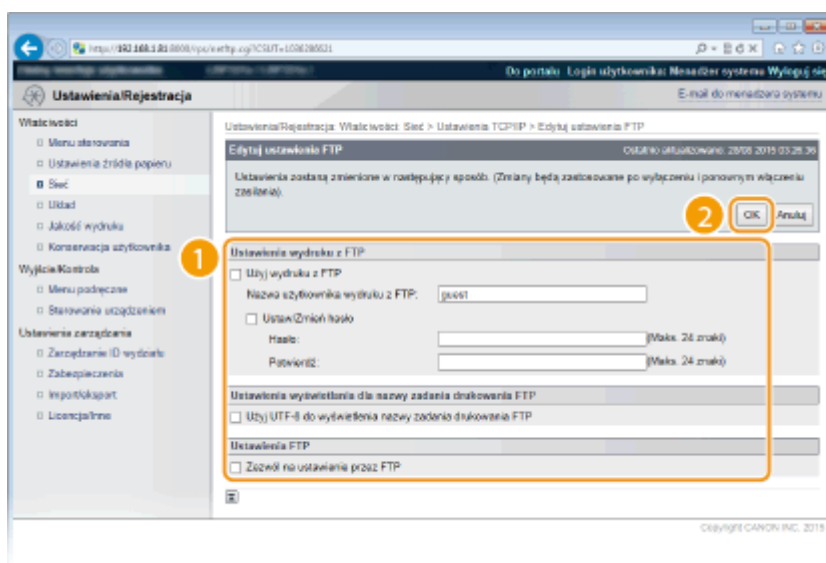 Do portalu Login użytkownika: Menedżer systemu Wyloguj się
Ustawienia/Rejestracja
E-mail do menedżera systemu
Właściwości
Menu sterowania
Ustawienia źródła papieru
Sieć
Układ
Jakość wydruku
Konserwacja użytkownika
Wyjście/Kontrola
Menu podręczne
Sterowanie urządzeniem
Ustawienia zarządzania
Zarządzanie ID wydziału
Zabezpieczenia
Import/eksport
Licencja/Inne
Ustawienia/Rejestracja: Właściwości: Sieć > Ustawienia TCP/IP > Edytuj ustawienia FTP
Edytuj ustawienia FTP
Ostatnio aktualizowano: 28/08 2015 03:26:36
Ustawienia zostaną zmienione w następujący sposób. (Zmiany będą zastosowane po wyłączeniu i ponownym włączeniu
zasilania).
2
OK
Anuluj
1
Ustawienia wydruku z FTP
Użyj wydruku z FTP
Nazwa użytkownika wydruku z FTP: guest
Ustaw/Zmień hasło
Hasło: (Maks. 24 znaki)
Potwierdź: (Maks. 24 znaki)
Ustawienia wyświetlania dla nazwy zadania drukowania FTP
Użyj UTF-8 do wyświetlenia nazwy zadania drukowania FTP
Ustawienia FTP
Zezwól na ustawienia przez FTP
Copyright CANON INC. 2015